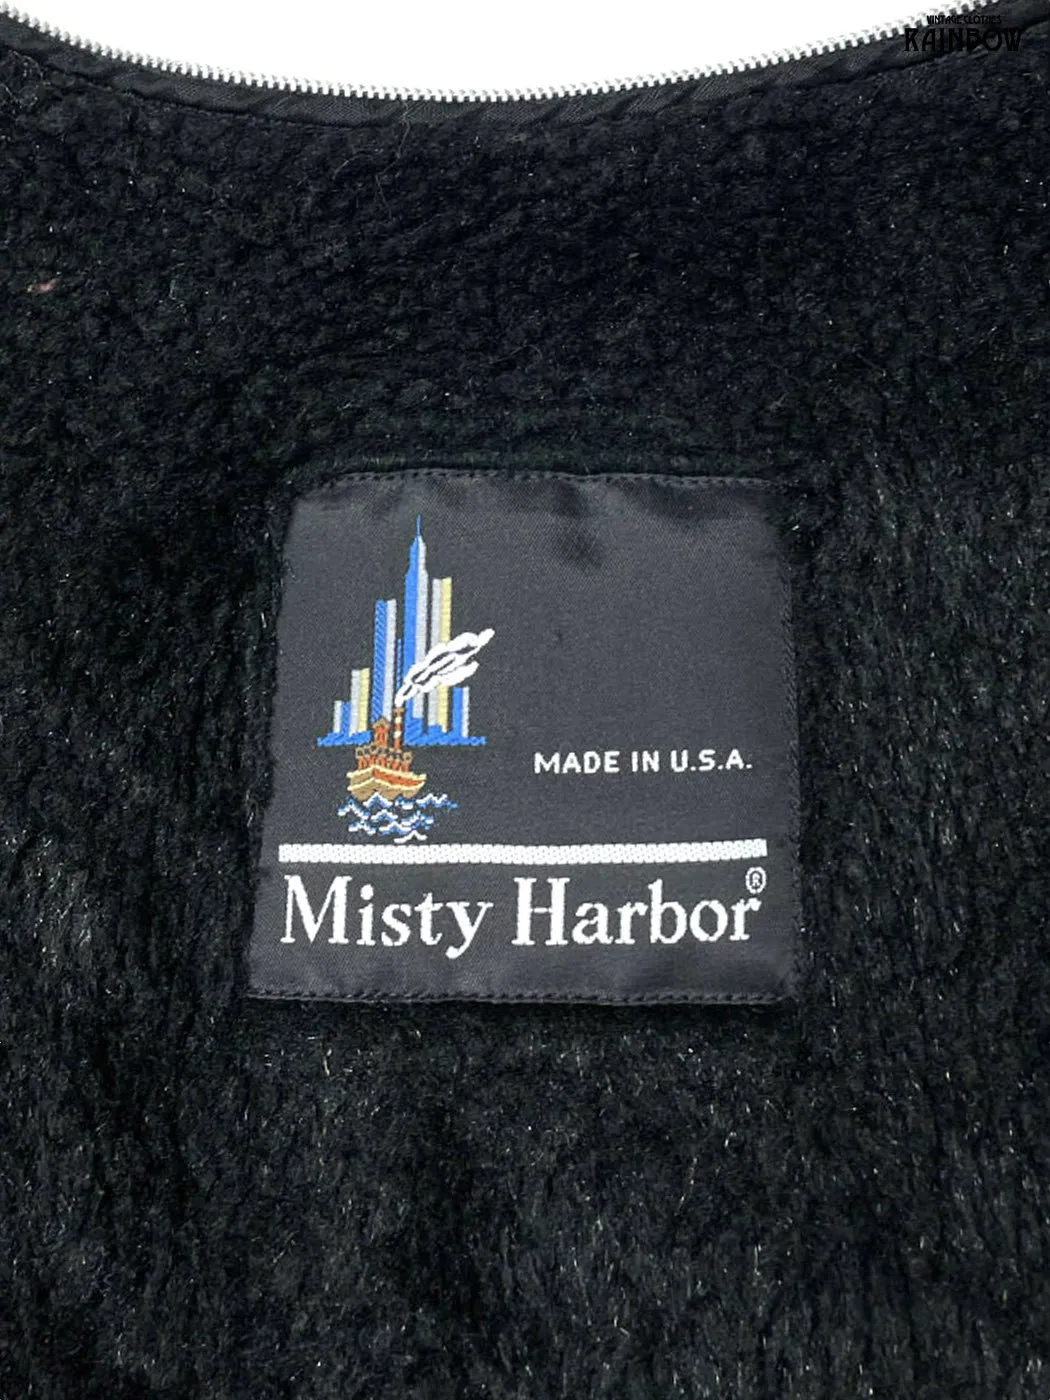 VINTAGE CLOTHES
RAINBOW
MADE IN U.S.A.
Misty Harbor®